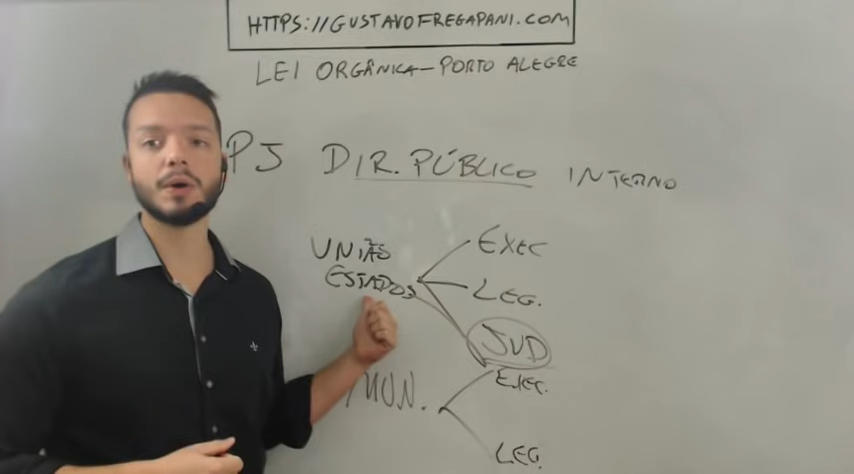 HTTPS://GUSTAVOFREGAPANI.COM
LEI ORGÂNICA - PORTO ALEGRE
PJ DIR. PÚBLICO INTERNO
UNIÃO
ESTADOS
EXEC
LEG.
JUD
MUN.
EXEC.
LEG.